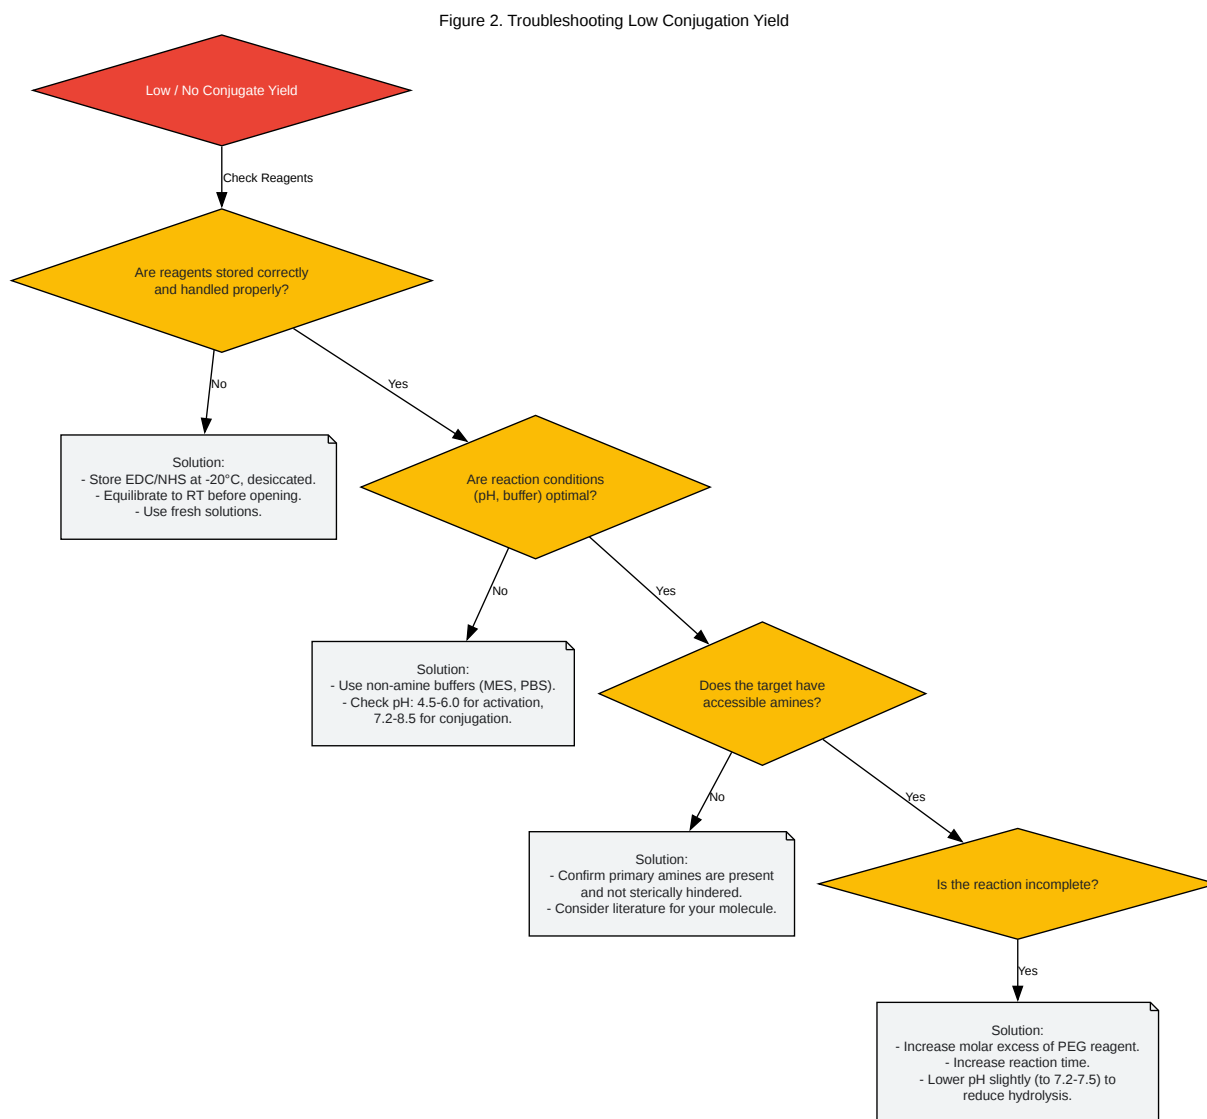 Figure 2. Troubleshooting Low Conjugation Yield
Low / No Conjugate Yield
Check Reagents
Are reagents stored correctly
and handled properly?
No
Yes
Solution:
- Store EDC/NHS at -20°C, desiccated.
- Equilibrate to RT before opening.
- Use fresh solutions.
Are reaction conditions
(pH, buffer) optimal?
No
Yes
Solution:
- Use non-amine buffers (MES, PBS).
- Check pH: 4.5-6.0 for activation,
7.2-8.5 for conjugation.
Does the target have
accessible amines?
No
Yes
Solution:
- Confirm primary amines are present
and not sterically hindered.
- Consider literature for your molecule.
Is the reaction incomplete?
Yes
Solution:
- Increase molar excess of PEG reagent.
- Increase reaction time.
- Lower pH slightly (to 7.2-7.5) to
reduce hydrolysis.